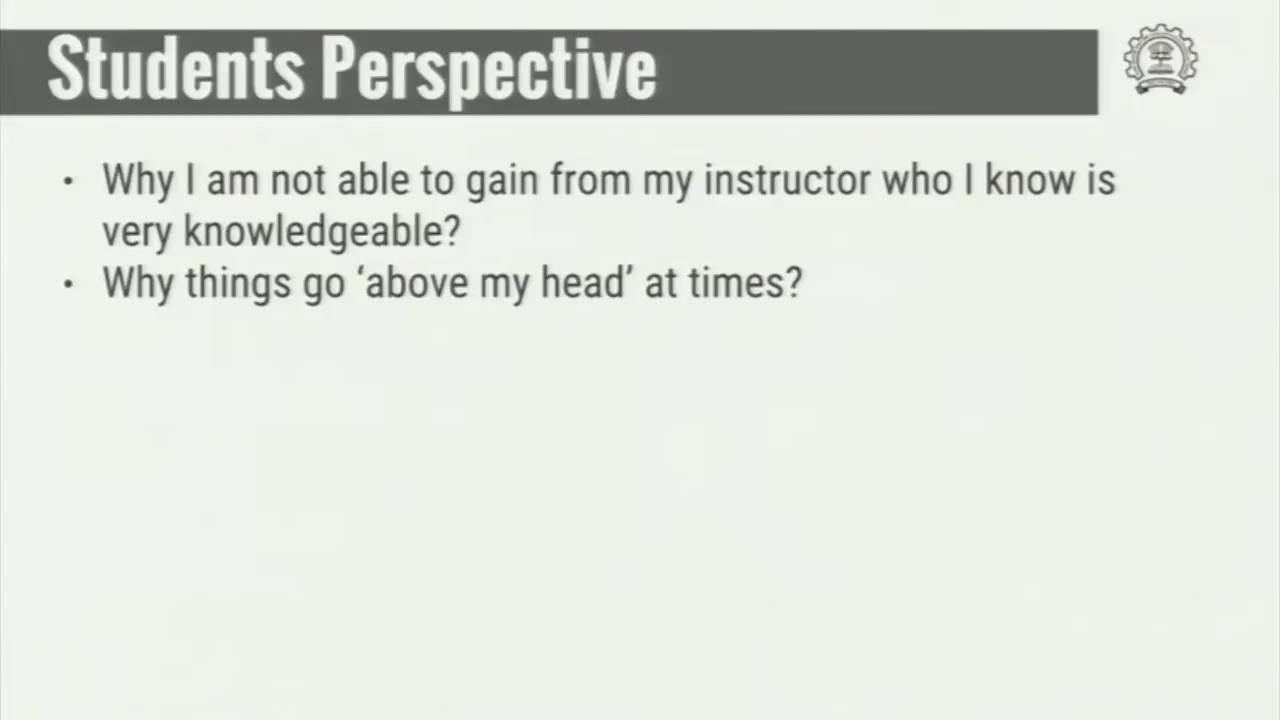 Students Perspective
• Why I am not able to gain from my instructor who I know is
very knowledgeable?
• Why things go ‘above my head’ at times?